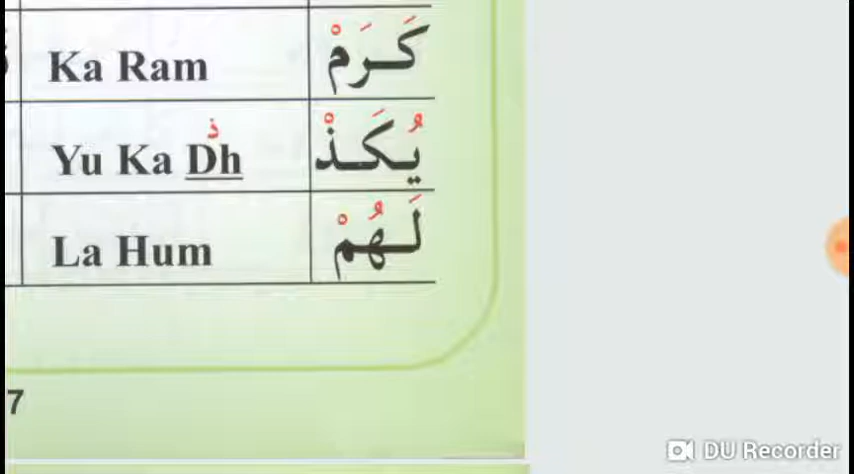 Ka Ram كَرَمْ
Yu Ka Dh ذ يُكَذْ
La Hum لَهُمْ
7
DU Recorder